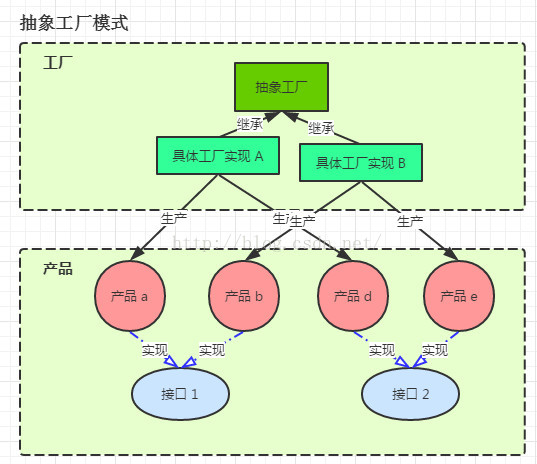 抽象工厂模式
工厂
抽象工厂
继承
继承
具体工厂实现 A
具体工厂实现 B
生产
生产
生产
生产
http://blog.csdn.net/
产品
产品 a
产品 b
产品 d
产品 e
实现
实现
实现
实现
接口 1
接口 2